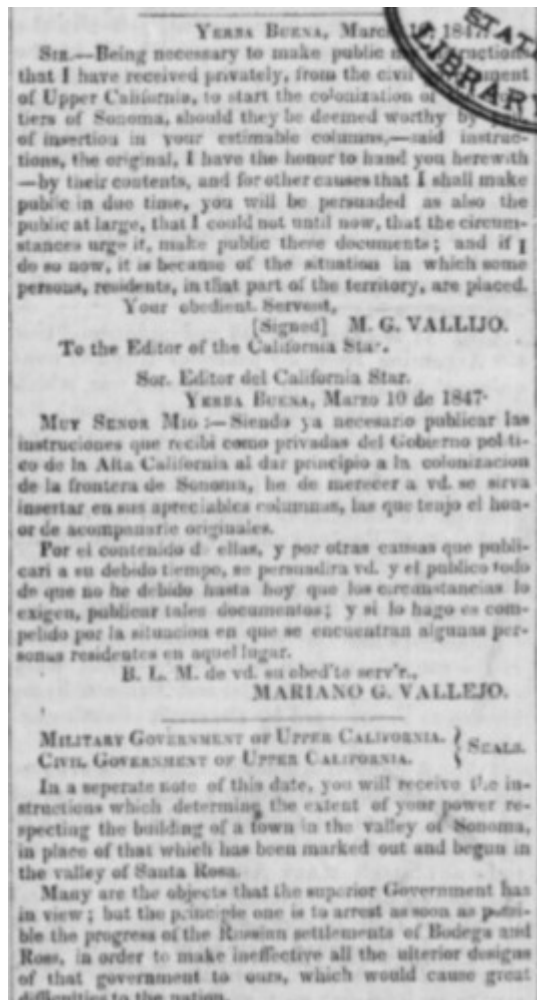 YERBA BUENA, March 1847.
STATE
LIBRARY
SIR.—Being necessary to make public
that I have received privately, from the civil
of Upper California, to start the colonization of
tiers of Sonoma, should they be deemed worthy by
of insertion in your estimable columns,—said instruc-
tions, the original, I have the honor to hand you herewith
—by their contents, and for other causes that I shall make
public in due time, you will be persuaded as also the
public at large, that I could not until now, that the circum-
stances urge it, make public these documents; and if I
do so now, it is because of the situation in which some
persons, residents, in that part of the territory, are placed.
Your obedient. Servent,
[Signed] M. G. VALLIJO.
To the Editor of the California Star.
Sor. Editor del California Star.
YERBA BUENA, Marzo 10 de 1847
MUY SENOR MIO:—Siendo ya necesario publicar las
instruciones que recibi como privadas del Gobierno politi-
co de la Alta California al dar principio a la colonizacion
de la frontera de Sonoma, he de merecer a vd. se sirva
insertar en sus apreciables columnas, las que tenjo el hon-
or de acompanarle originales.
Por el contenido d ellas, y por otras causas que publi-
cari a su debido tiempo, se persuadira vd. y el publico todo
de que no he debido hasta hoy que los circunstancias lo
exigen, publicar tales documentos; y si lo hago es com-
pelido por la situacion en que se encuentran algunas per-
sonas residentes en aquel lugar.
B. L. M. de vd. su obed'te serv'r.,
MARIANO G. VALLEJO.
MILITARY GOVERNMENT OF UPPER CALIFORNIA. } SEALS.
CIVIL GOVERNMENT OF UPPER CALIFORNIA.
In a seperate note of this date, you will receive the in-
structions which determing the extent of your power re-
specting the building of a town in the valley of Sonoma,
in place of that which has been marked out and begun in
the valley of Santa Rosa.
Many are the objects that the superior Government has
in view; but the principle one is to arrest as soon as possi-
ble the progress of the Russian settlements of Bodega and
Ross, in order to make ineffective all the ulterior designs
of that government to ours, which would cause great
difficulties to the nation.